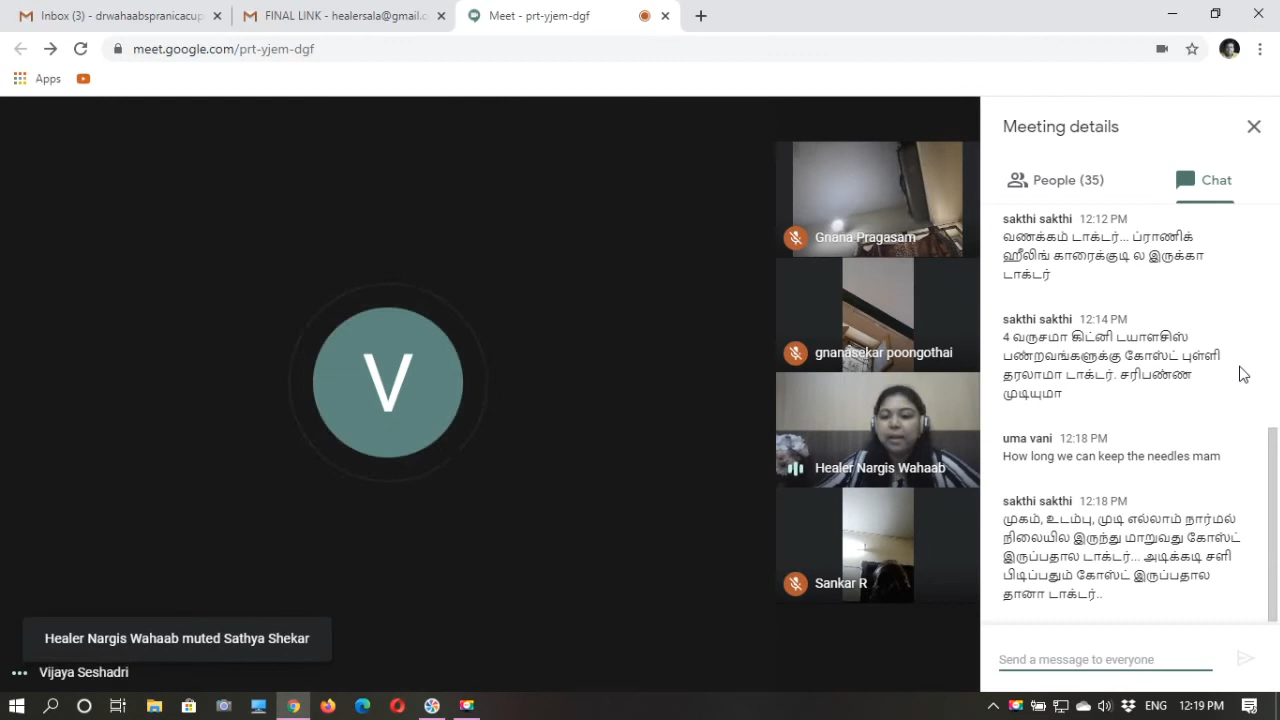 Inbox (3) - drwahaabspranicacup
FINAL LINK - healersala@gmail.c
Meet - prt-yjem-dgf
meet.google.com/prt-yjem-dgf
Apps
Meeting details
People (35)
Chat
sakthi sakthi 12:12 PM
வணக்கம் டாக்டர்... ப்ராணிக்
ஹீலிங் காரைக்குடி ல இருக்கா
டாக்டர்
sakthi sakthi 12:14 PM
4 வருசமா கிட்னி டயாளசிஸ்
பண்றவங்களுக்கு கோஸ்ட் புள்ளி
தரலாமா டாக்டர். சரிபண்ண
முடியுமா
uma vani 12:18 PM
How long we can keep the needles mam
sakthi sakthi 12:18 PM
முகம், உடம்பு, முடி எல்லாம் நார்மல்
நிலையில இருந்து மாறுவது கோஸ்ட்
இருப்பதால டாக்டர்... அடிக்கடி சளி
பிடிப்பதும் கோஸ்ட் இருப்பதால
தானா டாக்டர்..
Send a message to everyone
Gnana Pragasam
gnanasekar poongothai
Healer Nargis Wahaab
Sankar R
V
Healer Nargis Wahaab muted Sathya Shekar
Vijaya Seshadri
ENG 12:19 PM